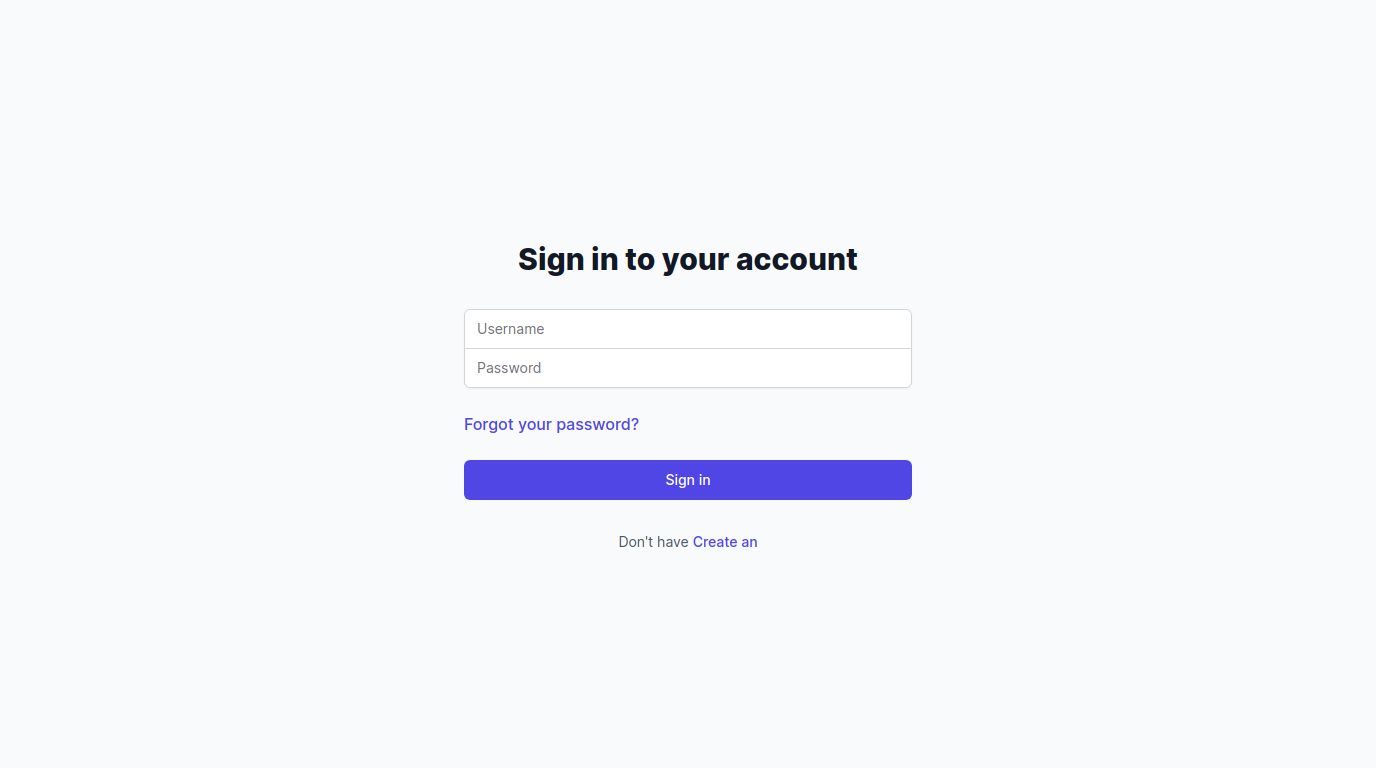 Sign in to your account
Username
Password
Forgot your password?
Sign in
Don't have Create an